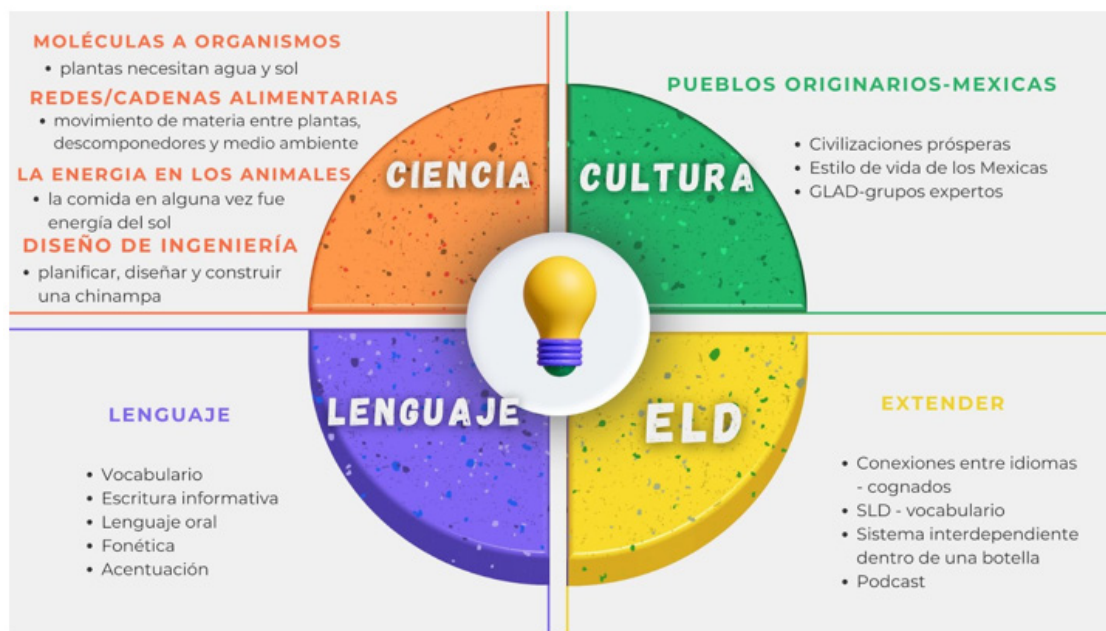 MOLÉCULAS A ORGANISMOS
• plantas necesitan agua y sol
REDES/CADENAS ALIMENTARIAS
• movimiento de materia entre plantas,
descomponedores y medio ambiente
LA ENERGIA EN LOS ANIMALES
• la comida en alguna vez fue
energía del sol
DISEÑO DE INGENIERÍA
• planificar, diseñar y construir
una chinampa
CIENCIA
CULTURA
PUEBLOS ORIGINARIOS-MEXICAS
• Civilizaciones prósperas
• Estilo de vida de los Mexicas
• GLAD-grupos expertos
LENGUAJE
• Vocabulario
• Escritura informativa
• Lenguaje oral
• Fonética
• Acentuación
LENGUAJE
ELD
EXTENDER
• Conexiones entre idiomas
- cognados
• SLD - vocabulario
• Sistema interdependiente
dentro de una botella
• Podcast